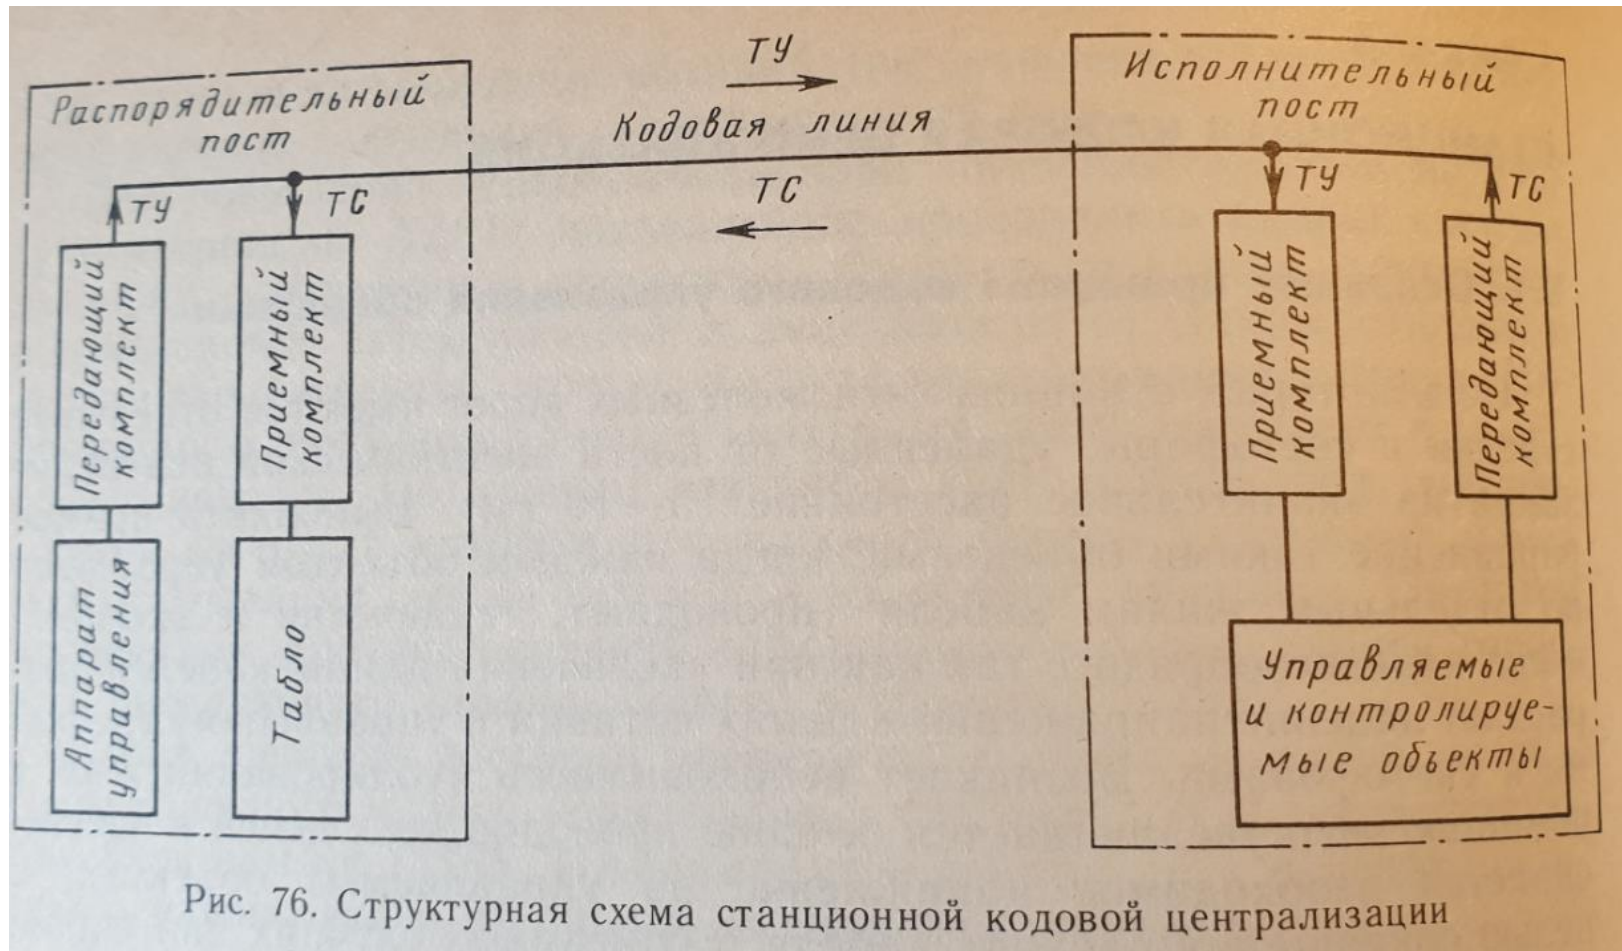 Распорядительный
пост
ТУ
Кодовая линия
ТС
Исполнительный
пост
ТУ
ТС
ТУ
ТС
Передающий
комплект
Приемный
комплект
Приемный
комплект
Передающий
комплект
Аппарат
управления
Табло
Управляемые
и контролируе-
мые объекты
Рис. 76. Структурная схема станционной кодовой централизации